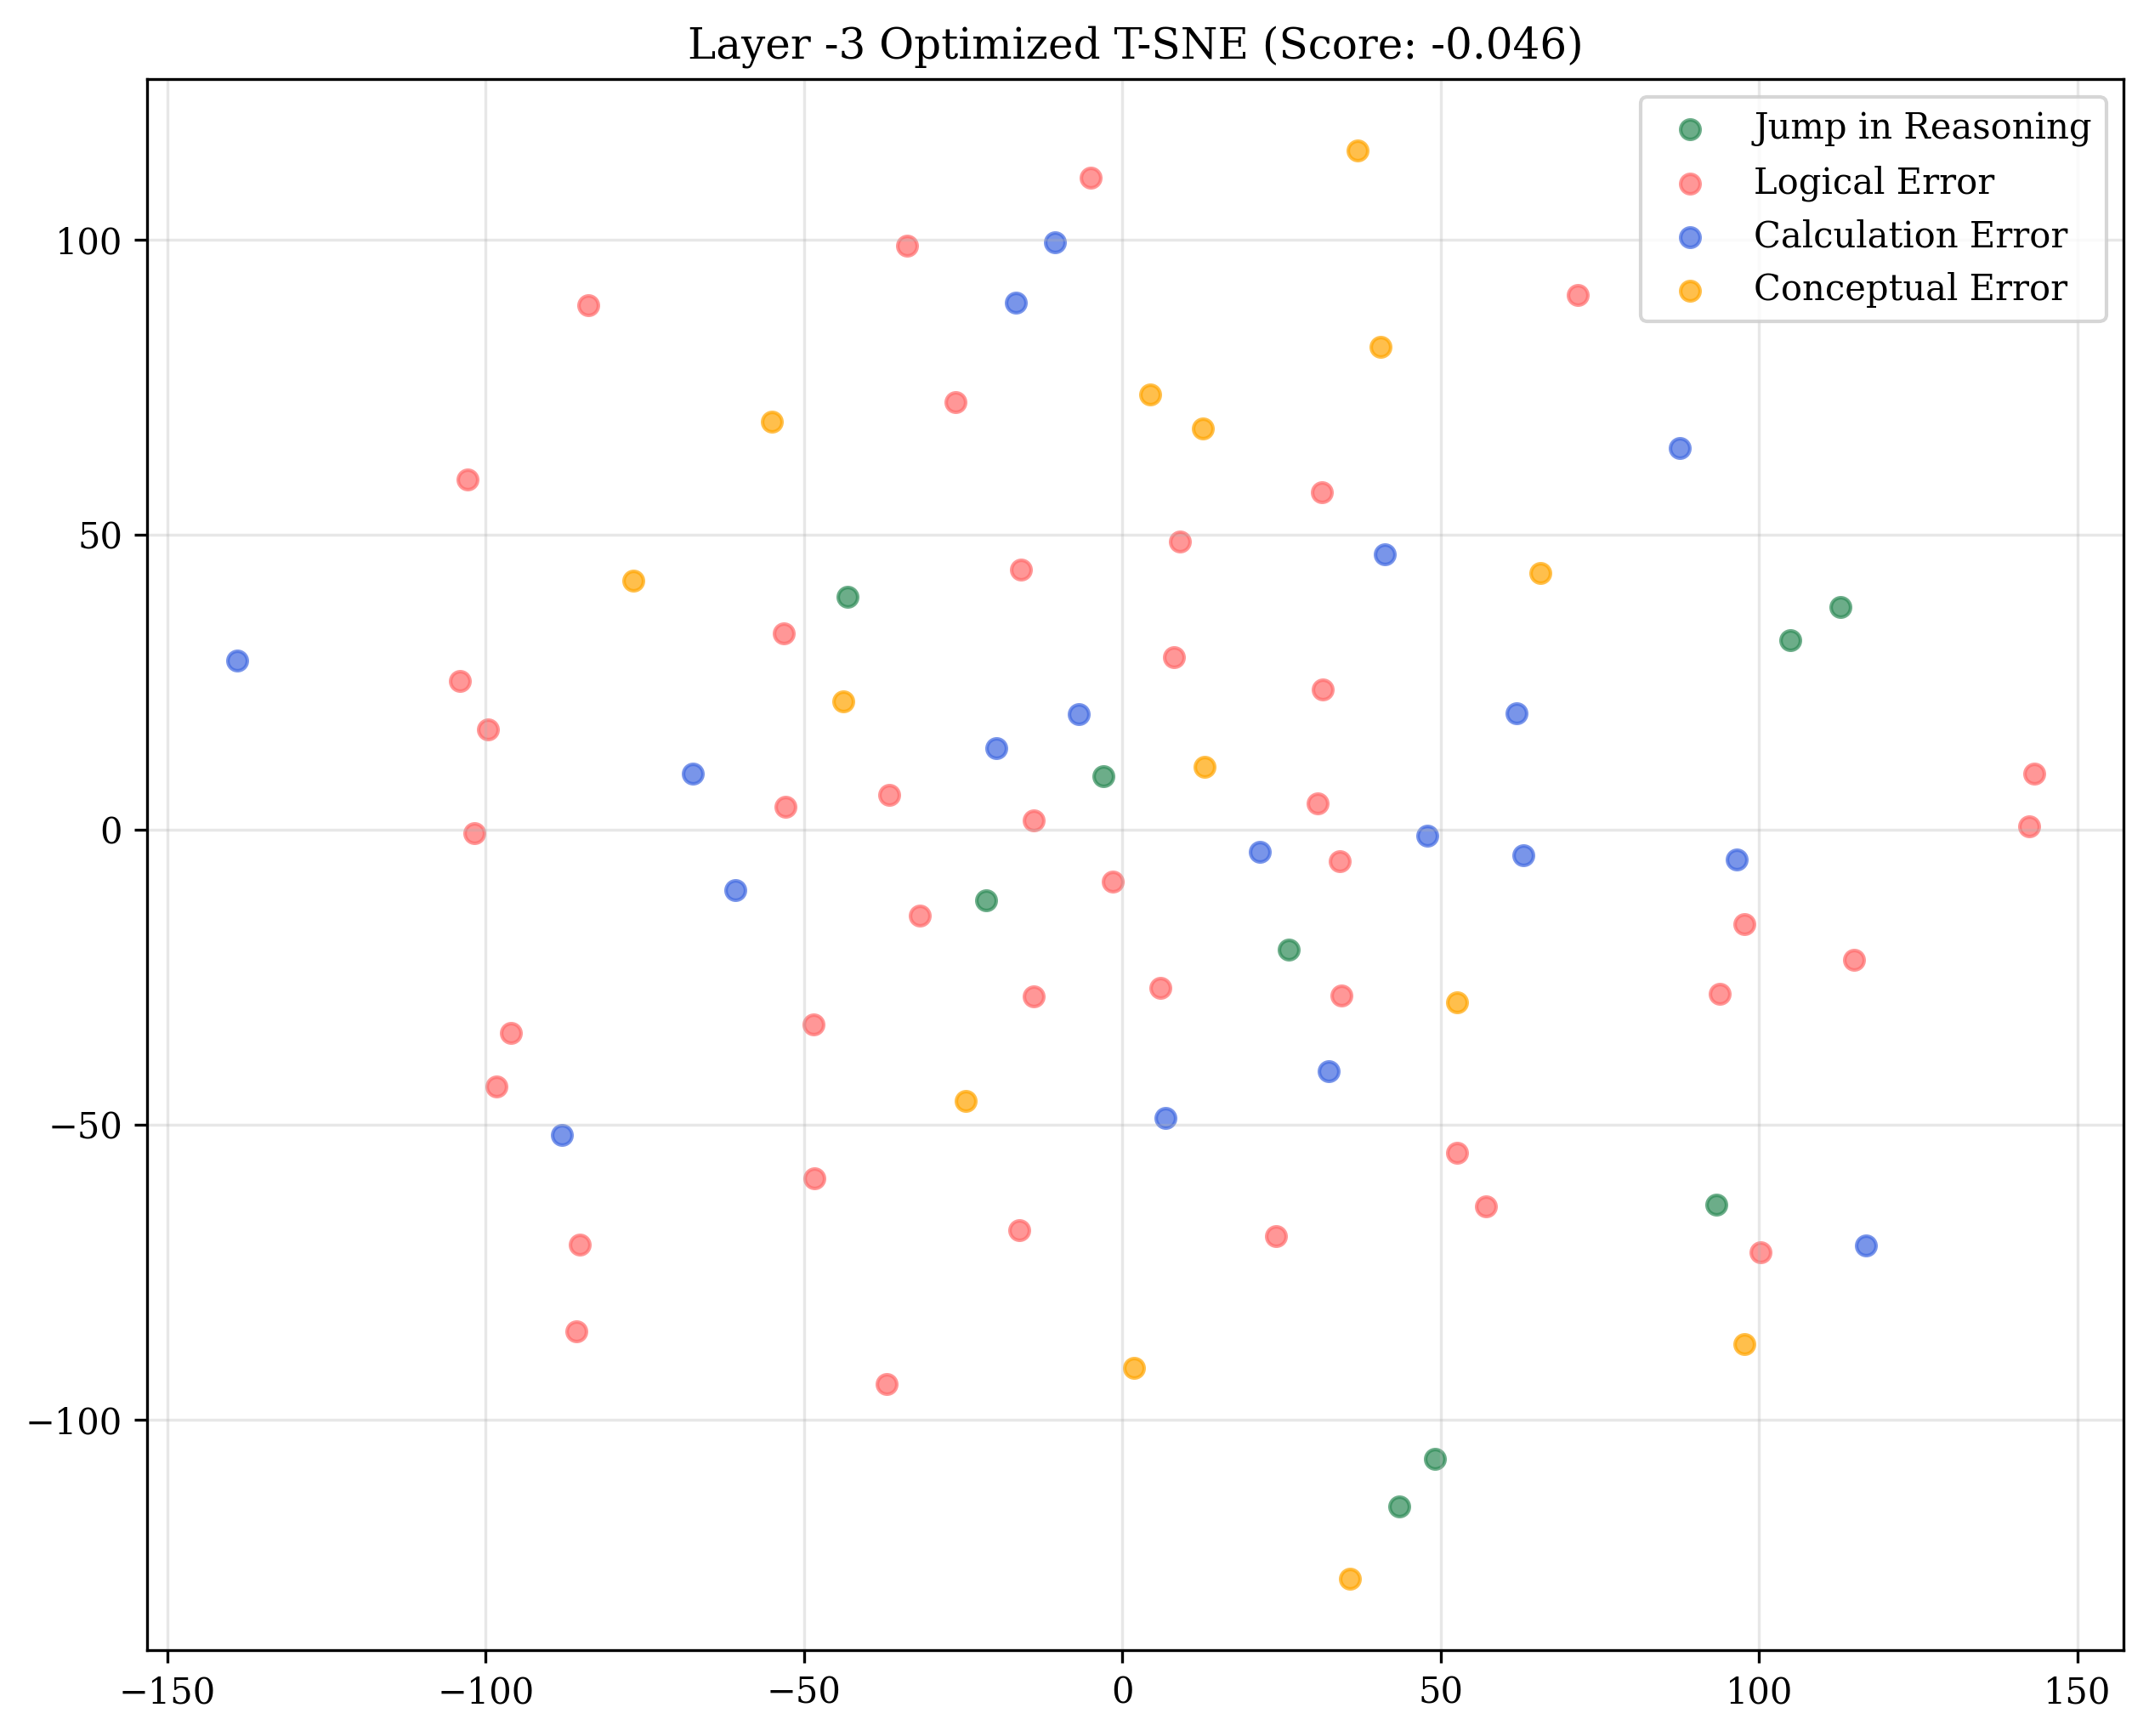 Layer -3 Optimized T-SNE (Score: -0.046)
Jump in Reasoning
Logical Error
Calculation Error
Conceptual Error
100
50
0
−50
−100
−150
−100
−50
0
50
100
150